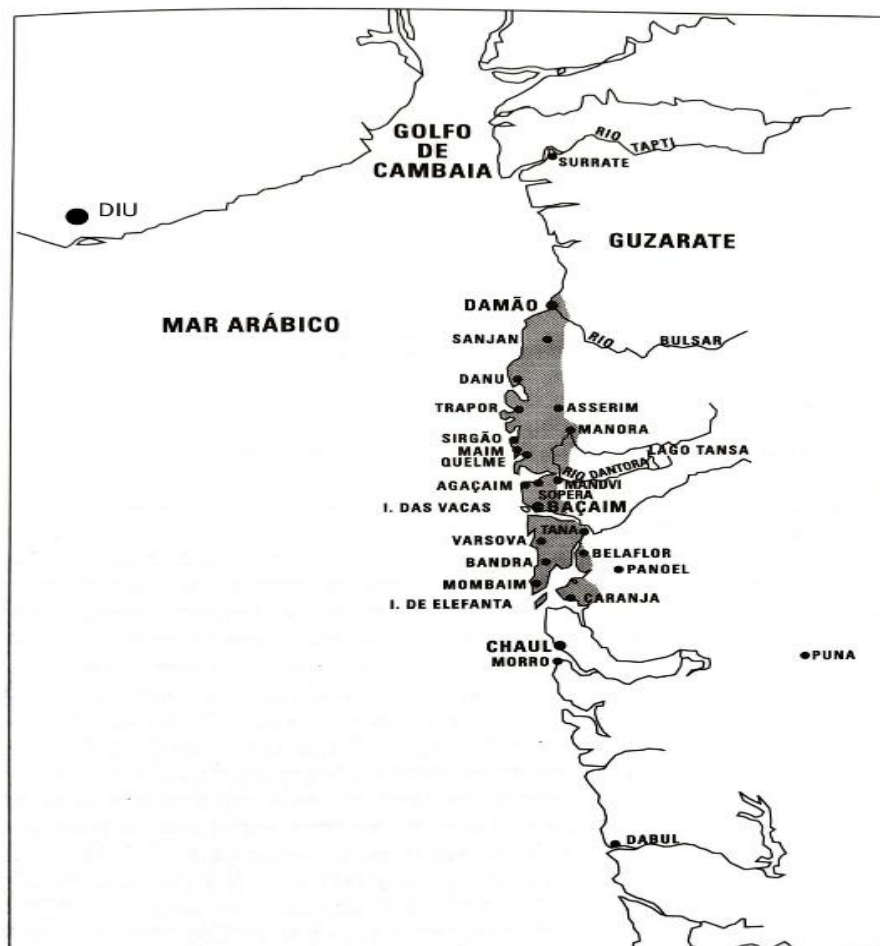 GOLFO
DE
CAMBAIA
RIO
TAPTI
SURRATE
DIU
GUZARATE
DAMÃO
MAR ARÁBICO
SANJAN
RIO
BULSAR
DANU
TRAPOR
ASSERIM
MANORA
SIRGÃO
MAIM
QUELME
LAGO TANSA
RIO DANTORA
AGAÇAIM
MANDVI
SOPERA
I. DAS VACAS
BAÇAIM
TANA
VARSOVA
BELAFLOR
BANDRA
PANOEL
MOMBAIM
CARANJA
I. DE ELEFANTA
CHAUL
MORRO
PUNA
DABUL